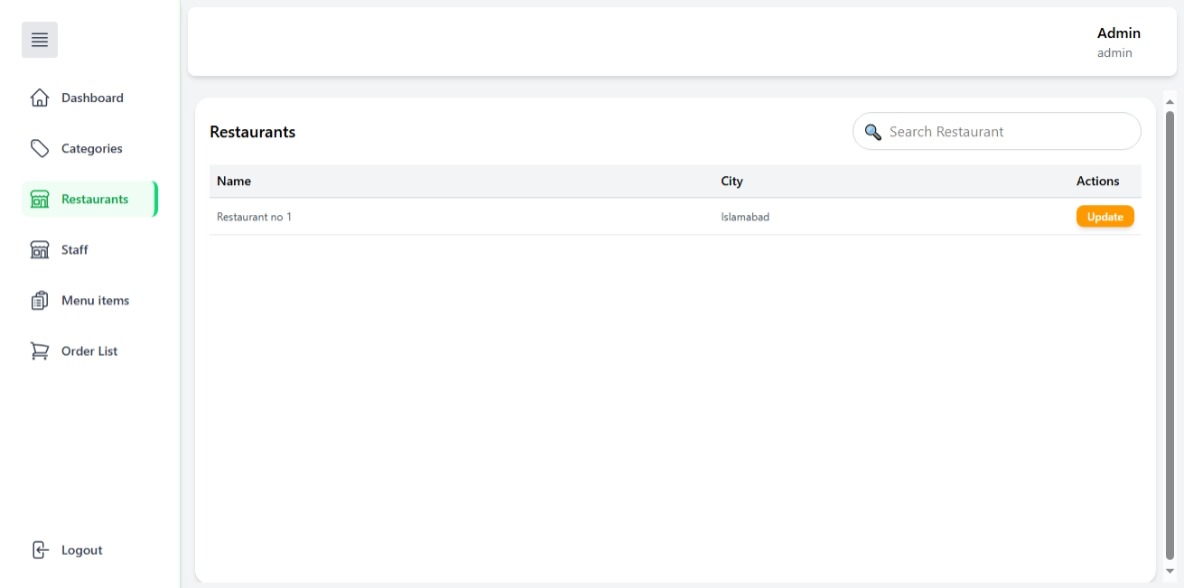 Admin
admin
Dashboard
Categories
Restaurants
Staff
Menu items
Order List
Logout
Restaurants
Search Restaurant
Name City Actions
Restaurant no 1 Islamabad Update